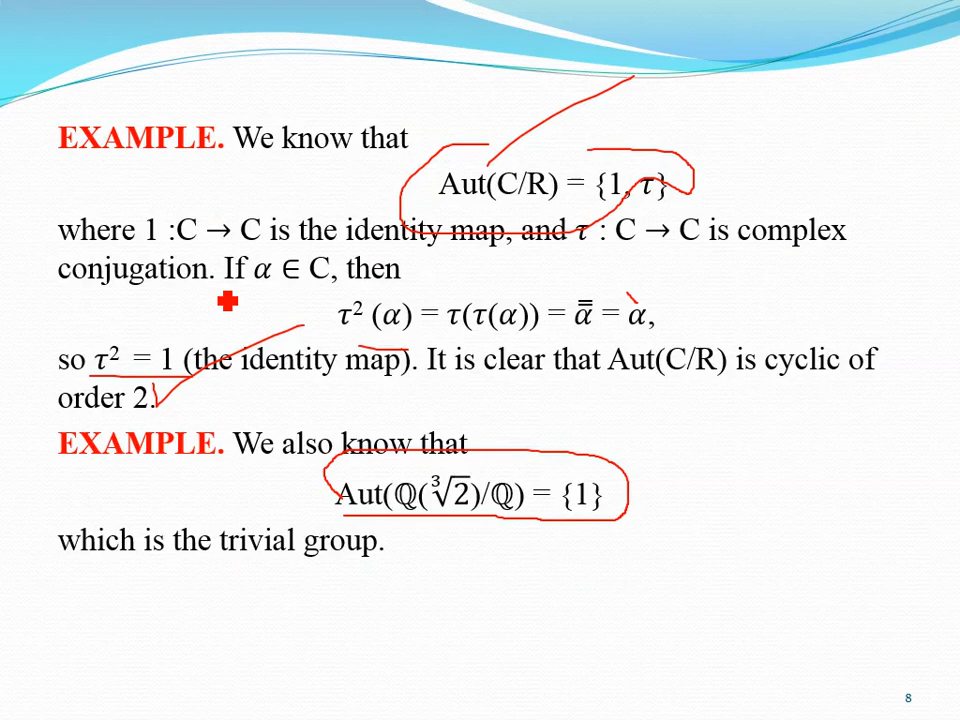 EXAMPLE. We know that
Aut(C/R) = {1, 𝜏}
where 1 :C → C is the identity map, and 𝜏 : C → C is complex
conjugation. If 𝛼 ∈ C, then
𝜏² (𝛼) = 𝜏(𝜏(𝛼)) = 𝛼̿ = 𝛼,
so 𝜏² = 1 (the identity map). It is clear that Aut(C/R) is cyclic of
order 2.
EXAMPLE. We also know that
Aut(ℚ(∛2)/ℚ) = {1}
which is the trivial group.
8